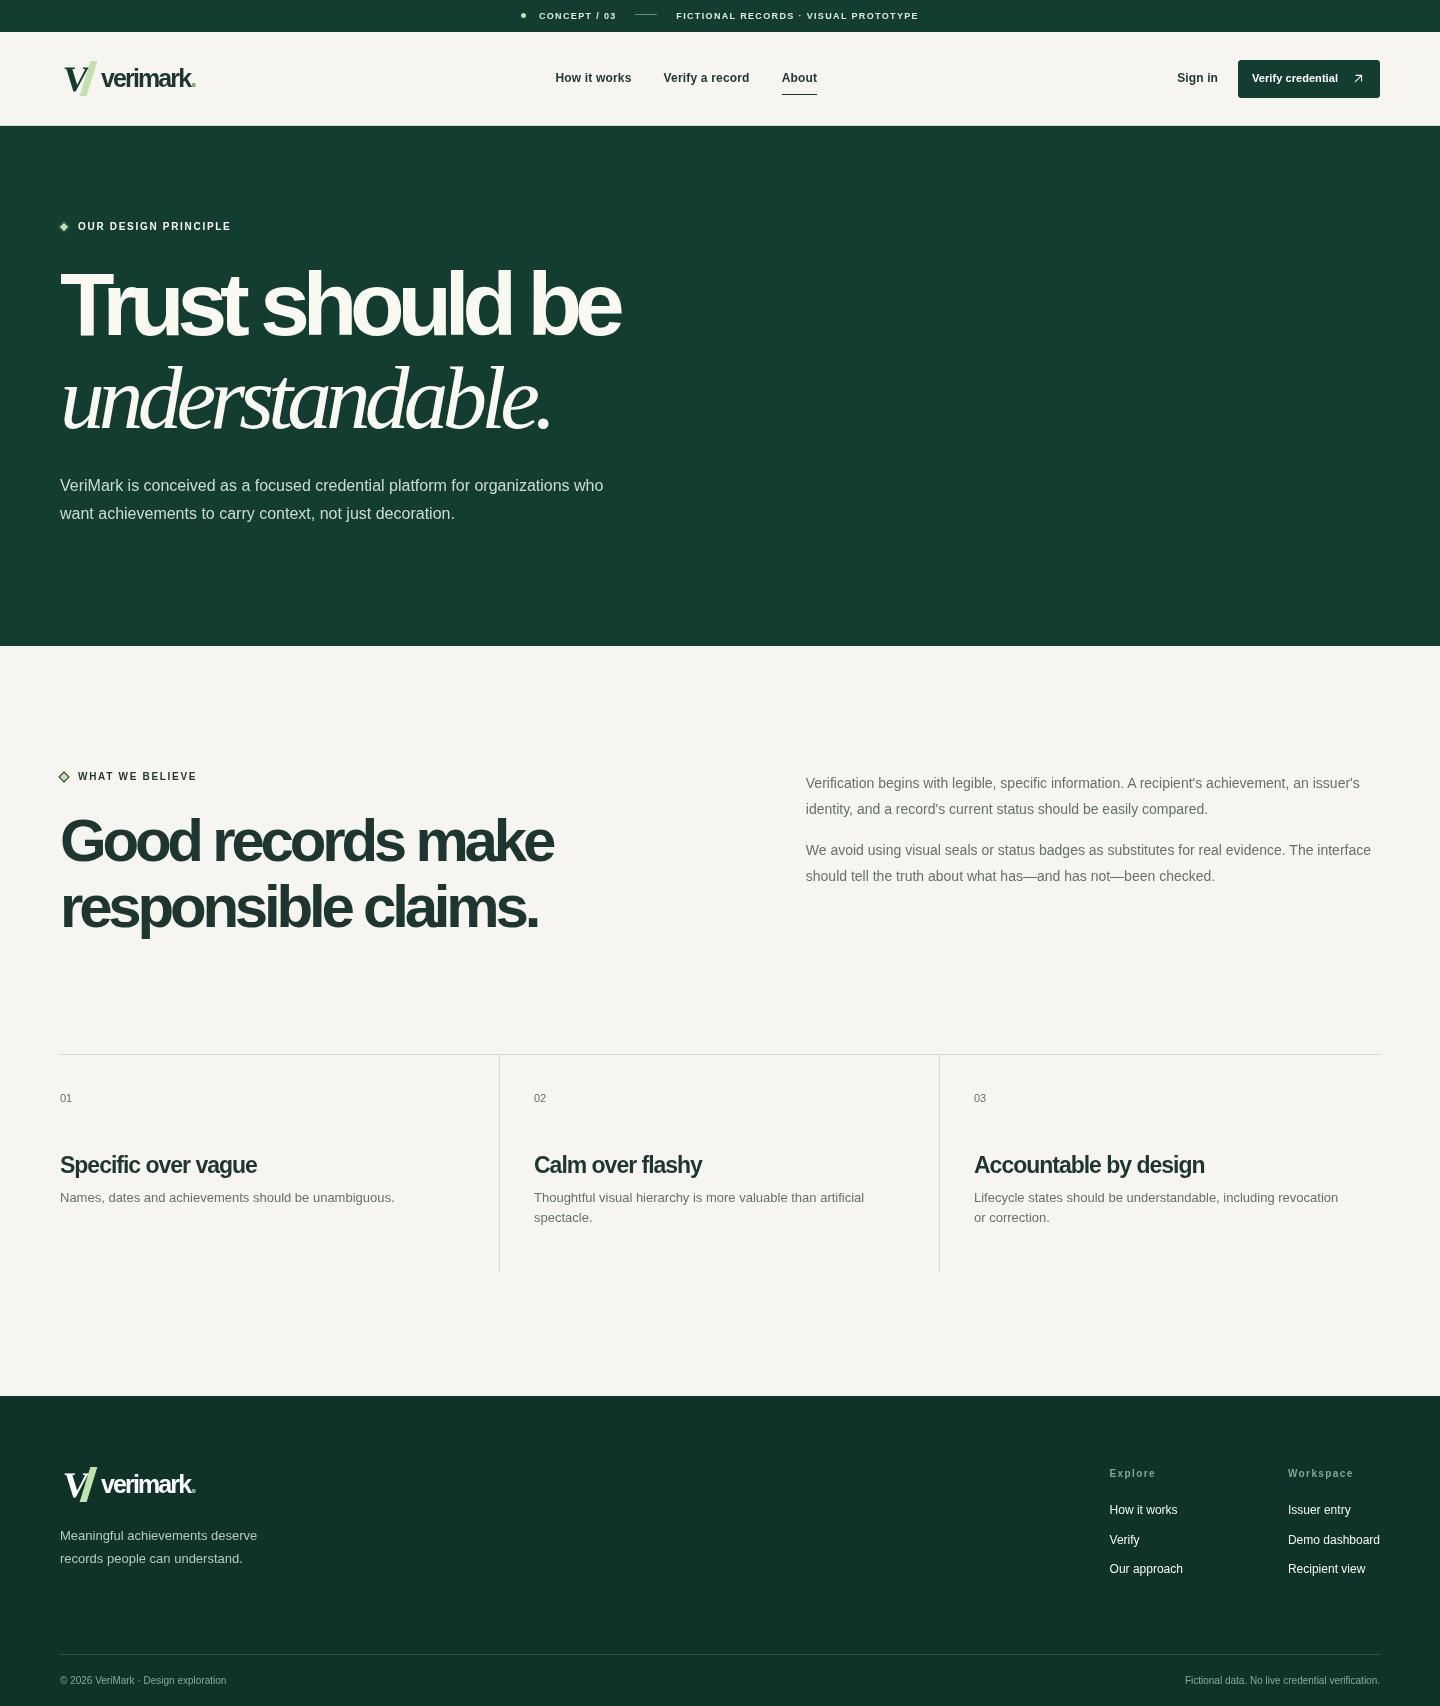 CONCEPT / 03 FICTIONAL RECORDS · VISUAL PROTOTYPE
V verimark. How it works Verify a record About Sign in Verify credential
OUR DESIGN PRINCIPLE
Trust should be
understandable.
VeriMark is conceived as a focused credential platform for organizations who
want achievements to carry context, not just decoration.
WHAT WE BELIEVE
Good records make
responsible claims.
Verification begins with legible, specific information. A recipient's achievement, an issuer's
identity, and a record's current status should be easily compared.
We avoid using visual seals or status badges as substitutes for real evidence. The interface
should tell the truth about what has—and has not—been checked.
01
Specific over vague
Names, dates and achievements should be unambiguous.
02
Calm over flashy
Thoughtful visual hierarchy is more valuable than artificial
spectacle.
03
Accountable by design
Lifecycle states should be understandable, including revocation
or correction.
V verimark.
Meaningful achievements deserve
records people can understand.
Explore
How it works
Verify
Our approach
Workspace
Issuer entry
Demo dashboard
Recipient view
© 2026 VeriMark · Design exploration
Fictional data. No live credential verification.